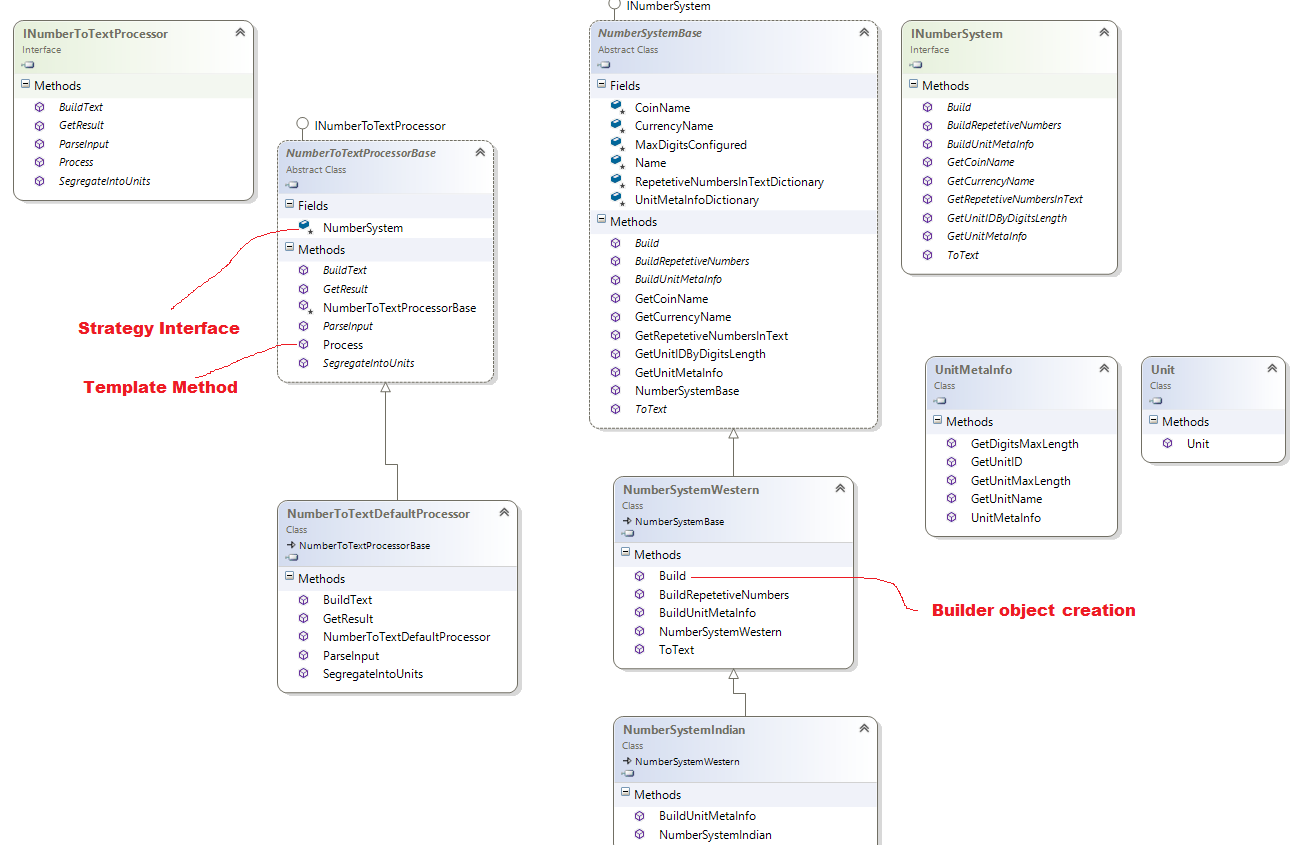 INumberToTextProcessor
Interface
Methods
BuildText
GetResult
ParseInput
Process
SegregateIntoUnits
INumberToTextProcessor
NumberToTextProcessorBase
Abstract Class
Fields
NumberSystem
Methods
BuildText
GetResult
NumberToTextProcessorBase
ParseInput
Process
SegregateIntoUnits
Strategy Interface
Template Method
NumberToTextDefaultProcessor
Class
NumberToTextProcessorBase
Methods
BuildText
GetResult
NumberToTextDefaultProcessor
ParseInput
SegregateIntoUnits
INumberSystem
NumberSystemBase
Abstract Class
Fields
CoinName
CurrencyName
MaxDigitsConfigured
Name
RepetetiveNumbersInTextDictionary
UnitMetaInfoDictionary
Methods
Build
BuildRepetetiveNumbers
BuildUnitMetaInfo
GetCoinName
GetCurrencyName
GetRepetetiveNumbersInText
GetUnitIDByDigitsLength
GetUnitMetaInfo
NumberSystemBase
ToText
NumberSystemWestern
Class
NumberSystemBase
Methods
Build
BuildRepetetiveNumbers
BuildUnitMetaInfo
NumberSystemWestern
ToText
Builder object creation
NumberSystemIndian
Class
NumberSystemWestern
Methods
BuildUnitMetaInfo
NumberSystemIndian
INumberSystem
Interface
Methods
Build
BuildRepetetiveNumbers
BuildUnitMetaInfo
GetCoinName
GetCurrencyName
GetRepetetiveNumbersInText
GetUnitIDByDigitsLength
GetUnitMetaInfo
ToText
UnitMetaInfo
Class
Methods
GetDigitsMaxLength
GetUnitID
GetUnitMaxLength
GetUnitName
UnitMetaInfo
Unit
Class
Methods
Unit